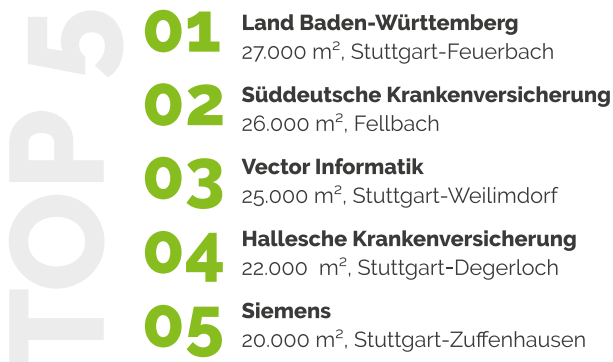 TOP 5
01
Land Baden-Württemberg
27.000 m², Stuttgart-Feuerbach
02
Süddeutsche Krankenversicherung
26.000 m², Fellbach
03
Vector Informatik
25.000 m², Stuttgart-Weilimdorf
04
Hallesche Krankenversicherung
22.000  m², Stuttgart-Degerloch
05
Siemens
20.000 m², Stuttgart-Zuffenhausen